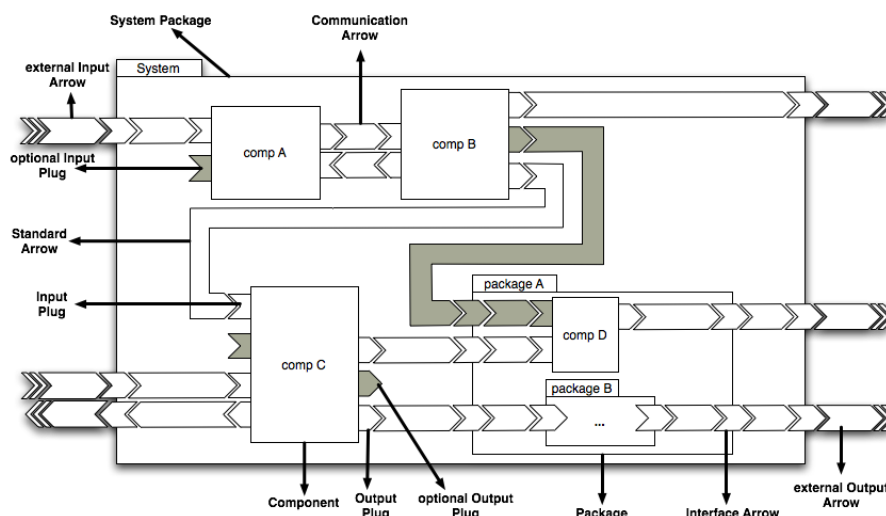 System Package
Communication
Arrow
external Input
Arrow
System
optional Input
Plug
comp A
comp B
Standard
Arrow
package A
Input
Plug
comp C
comp D
package B
...
Component
Output
Plug
optional Output
Plug
Package
Interface Arrow
external Output
Arrow